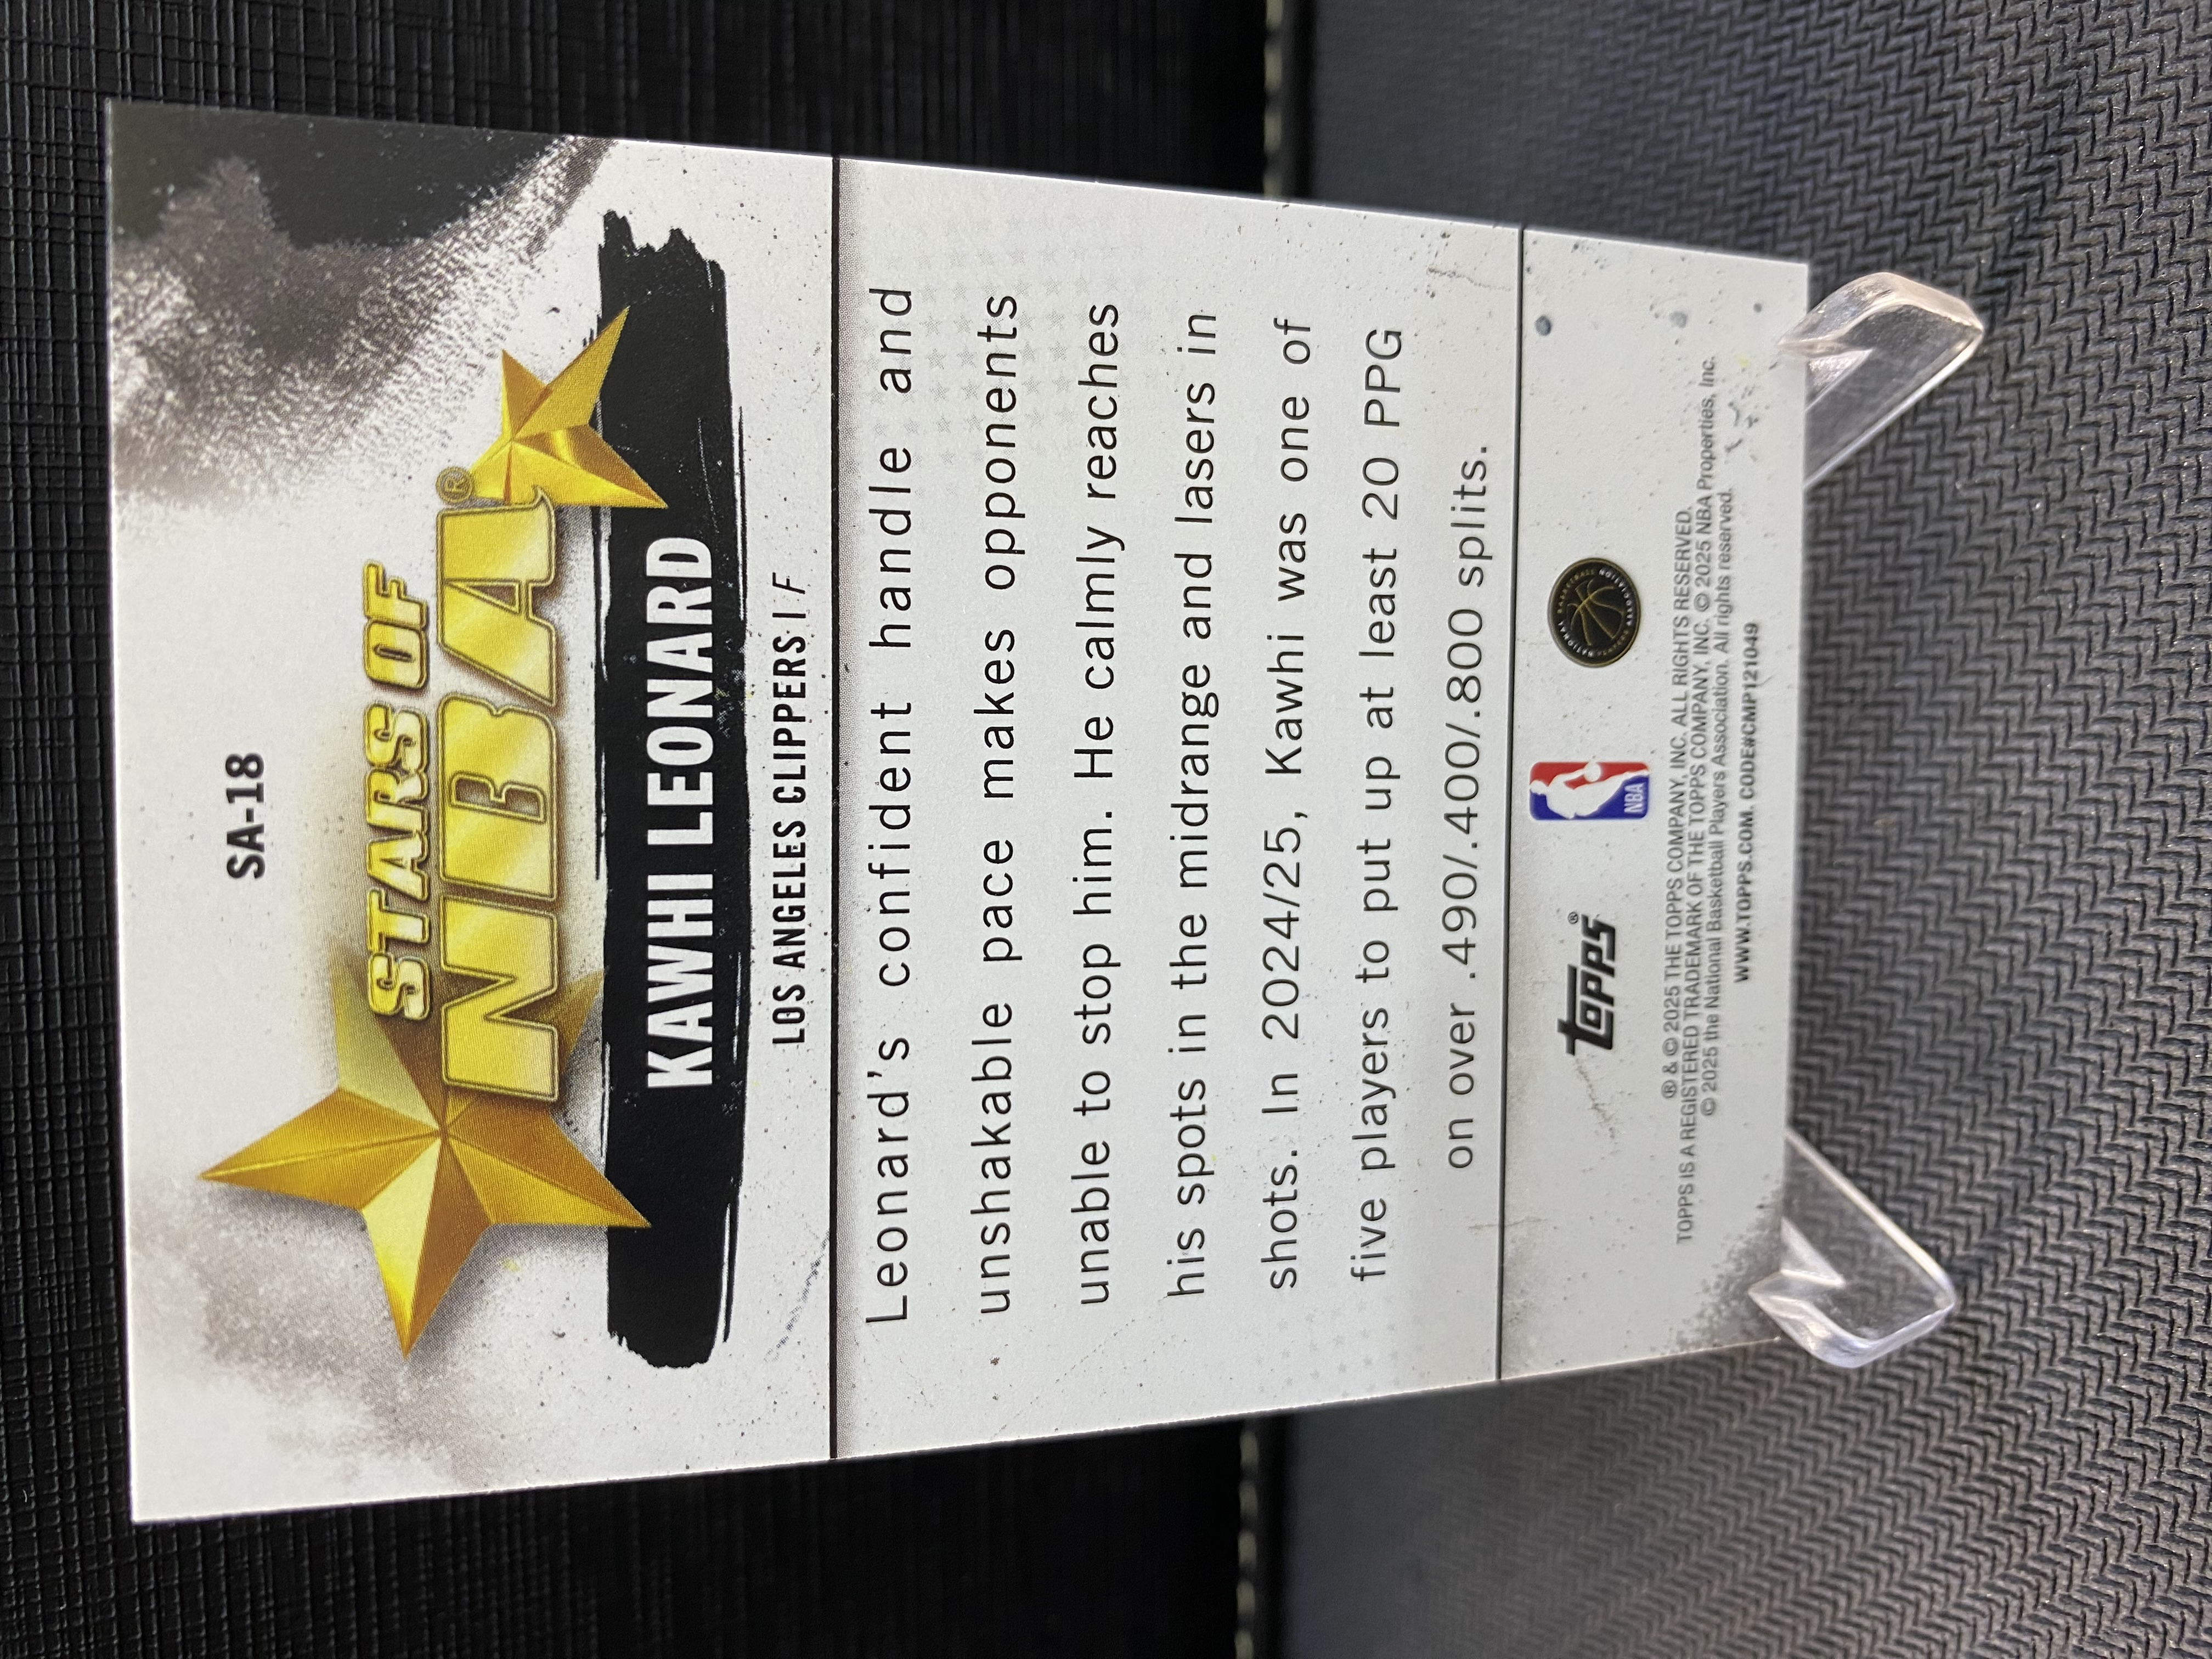 SA-18
STARS OF
NBA®
KAWHI LEONARD
LOS ANGELES CLIPPERS | F
Leonard's confident handle and
unshakable pace makes opponents
unable to stop him. He calmly reaches
his spots in the midrange and lasers in
shots. In 2024/25, Kawhi was one of
five players to put up at least 20 PPG
on over .490/.400/.800 splits.
topps®
NBA
® & © 2025 THE TOPPS COMPANY, INC. ALL RIGHTS RESERVED.
TOPPS IS A REGISTERED TRADEMARK OF THE TOPPS COMPANY, INC. © 2025 NBA Properties, Inc.
© 2025 the National Basketball Players Association. All rights reserved.
WWW.TOPPS.COM. CODE#CMP121049